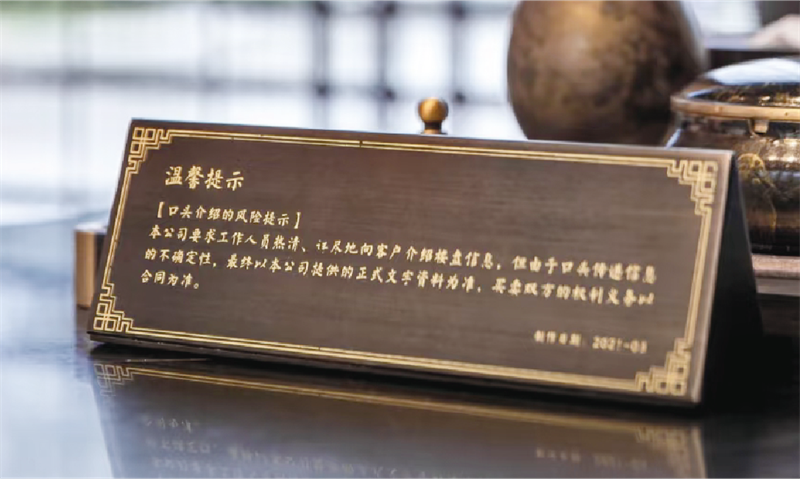 温馨提示
【口头介绍的风险提示】
本公司要求工作人员热清、详尽地向客户介绍楼盘信息，但由于口头传递信息
的不确定性，最终以本公司提供的正式文字资料为准，买卖双方的权利义务以
合同为准。
制作日期：2021-03